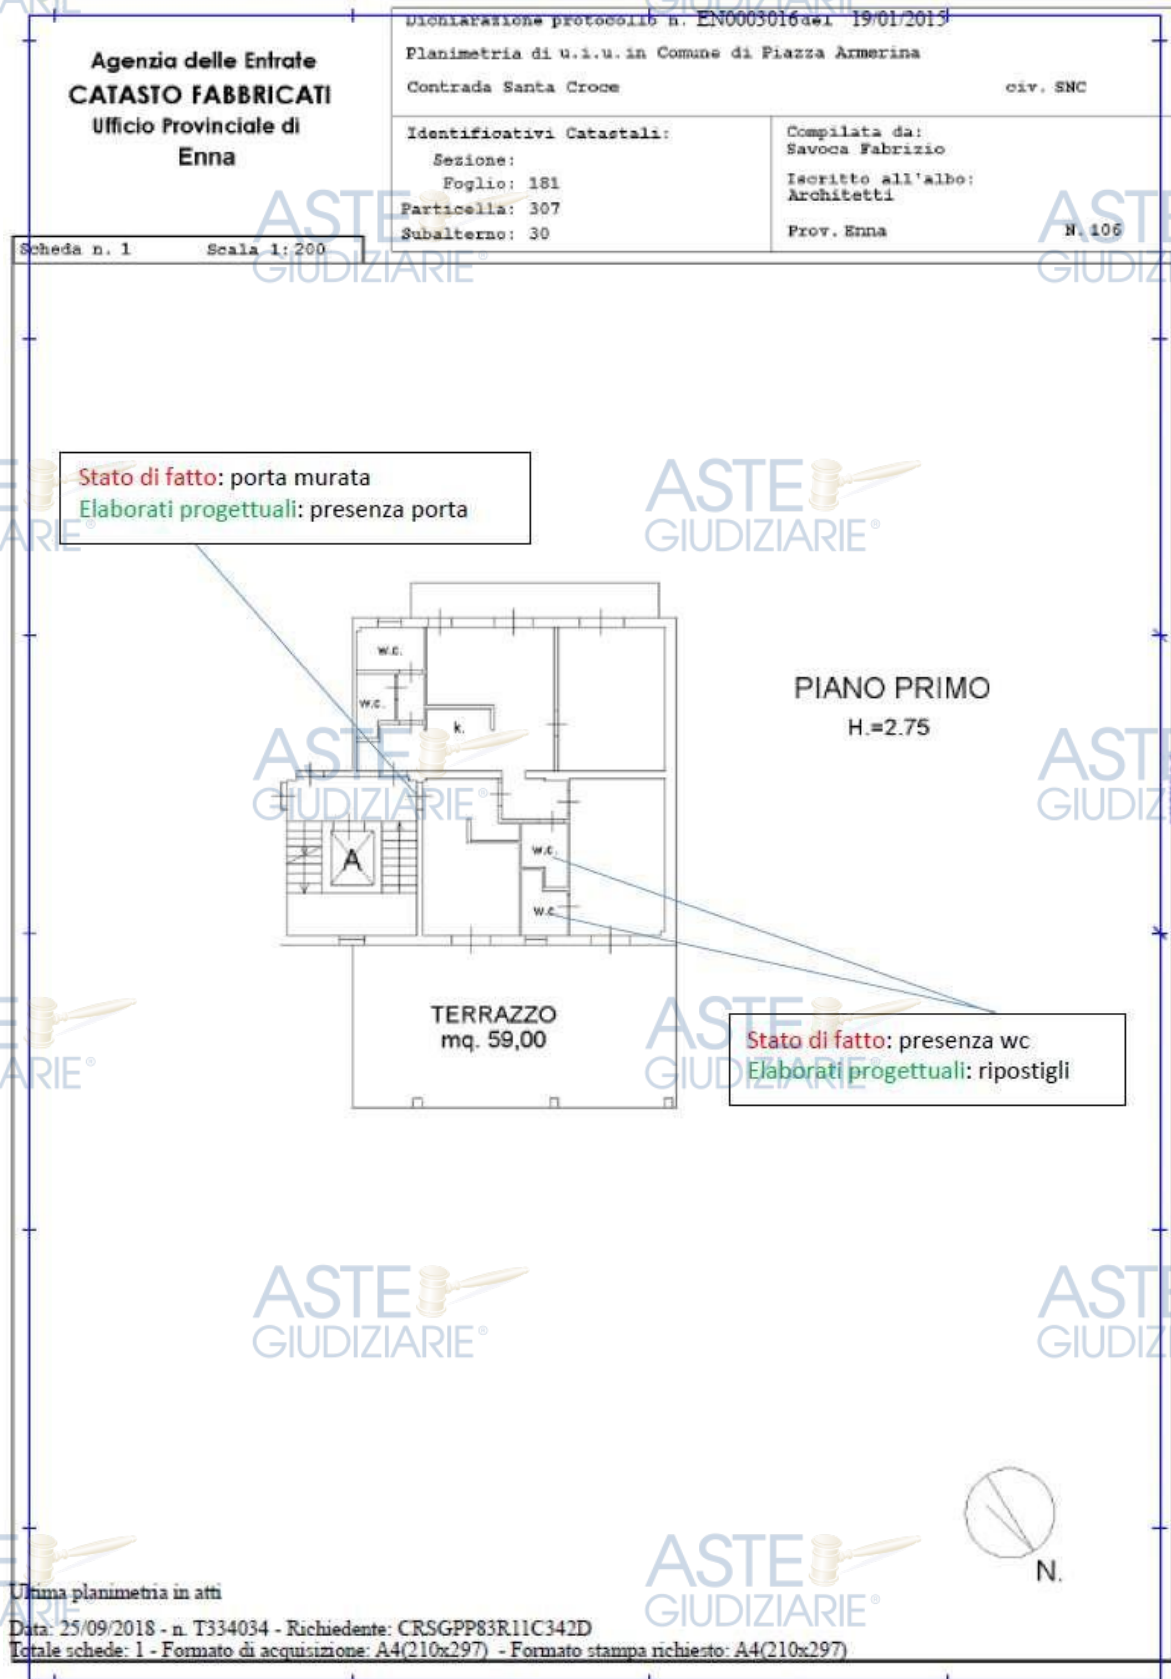 Dichiarazione protocollo n. EN0003016 del 19/01/2015
Agenzia delle Entrate
CATASTO FABBRICATI
Ufficio Provinciale di
Enna
Planimetria di u.i.u. in Comune di Piazza Armerina
Contrada Santa Croce civ. SNC
Identificativi Catastali:
Sezione:
Foglio: 181
Particella: 307
Subalterno: 30
Compilata da:
Savoca Fabrizio
Iscritto all'albo:
Architetti
Prov. Enna N. 106
Scheda n. 1 Scala 1:200
Stato di fatto: porta murata
Elaborati progettuali: presenza porta
w.c.
w.c.
k.
PIANO PRIMO
H.=2.75
A
w.c.
w.c.
TERRAZZO
mq. 59,00
Stato di fatto: presenza wc
Elaborati progettuali: ripostigli
N.
Ultima planimetria in atti
Data: 25/09/2018 - n. T334034 - Richiedente: CRSGPP83R11C342D
Totale schede: 1 - Formato di acquisizione: A4(210x297) - Formato stampa richiesto: A4(210x297)
ASTE
GIUDIZIARIE®